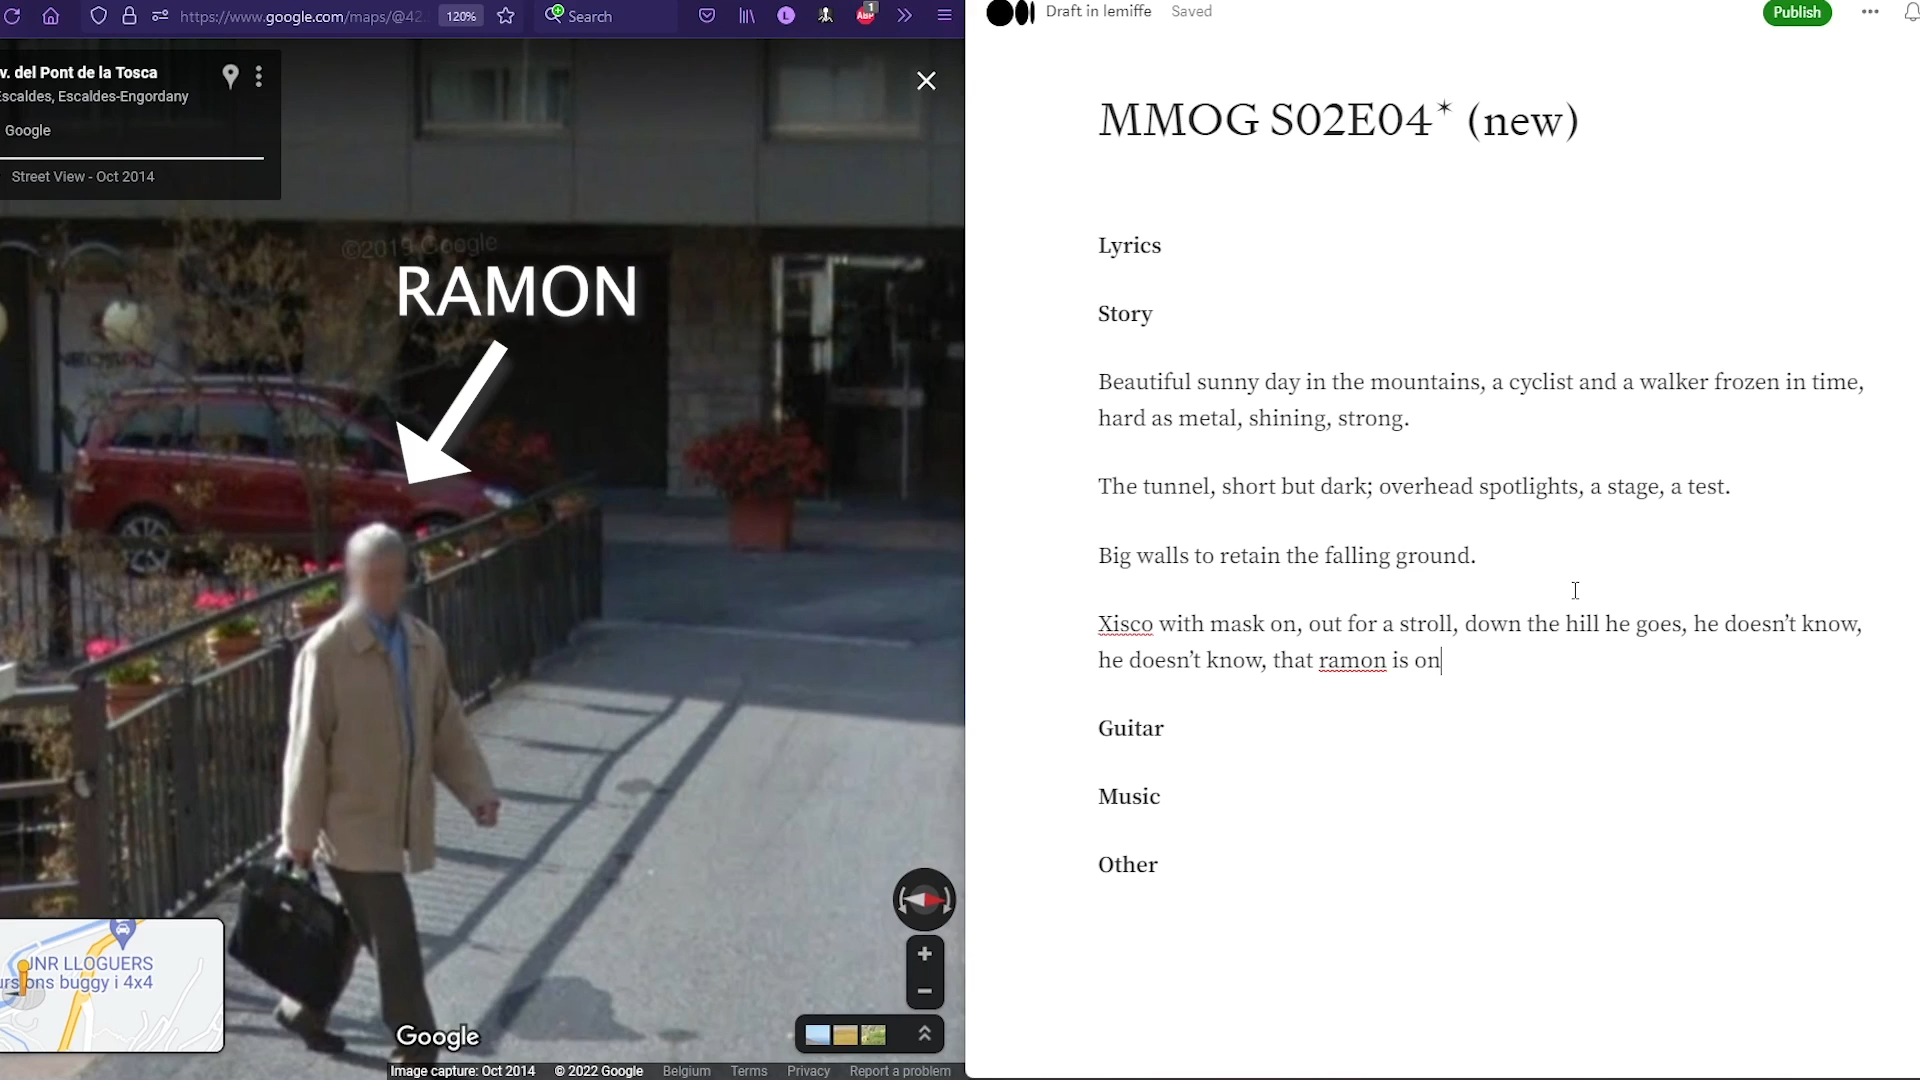 https://www.google.com/maps/@42.
120%
Search
L
ABP
1
v. del Pont de la Tosca
Escaldes, Escaldes-Engordany
Google
Street View - Oct 2014
©2019 Google
RAMON
JNR LLOGUERS
ursions buggy i 4x4
Google
Image capture: Oct 2014 © 2022 Google Belgium Terms Privacy Report a problem
Draft in lemiffe Saved
Publish
MMOG S02E04* (new)
Lyrics
Story
Beautiful sunny day in the mountains, a cyclist and a walker frozen in time,
hard as metal, shining, strong.
The tunnel, short but dark; overhead spotlights, a stage, a test.
Big walls to retain the falling ground.
Xisco with mask on, out for a stroll, down the hill he goes, he doesn’t know,
he doesn’t know, that ramon is on
Guitar
Music
Other